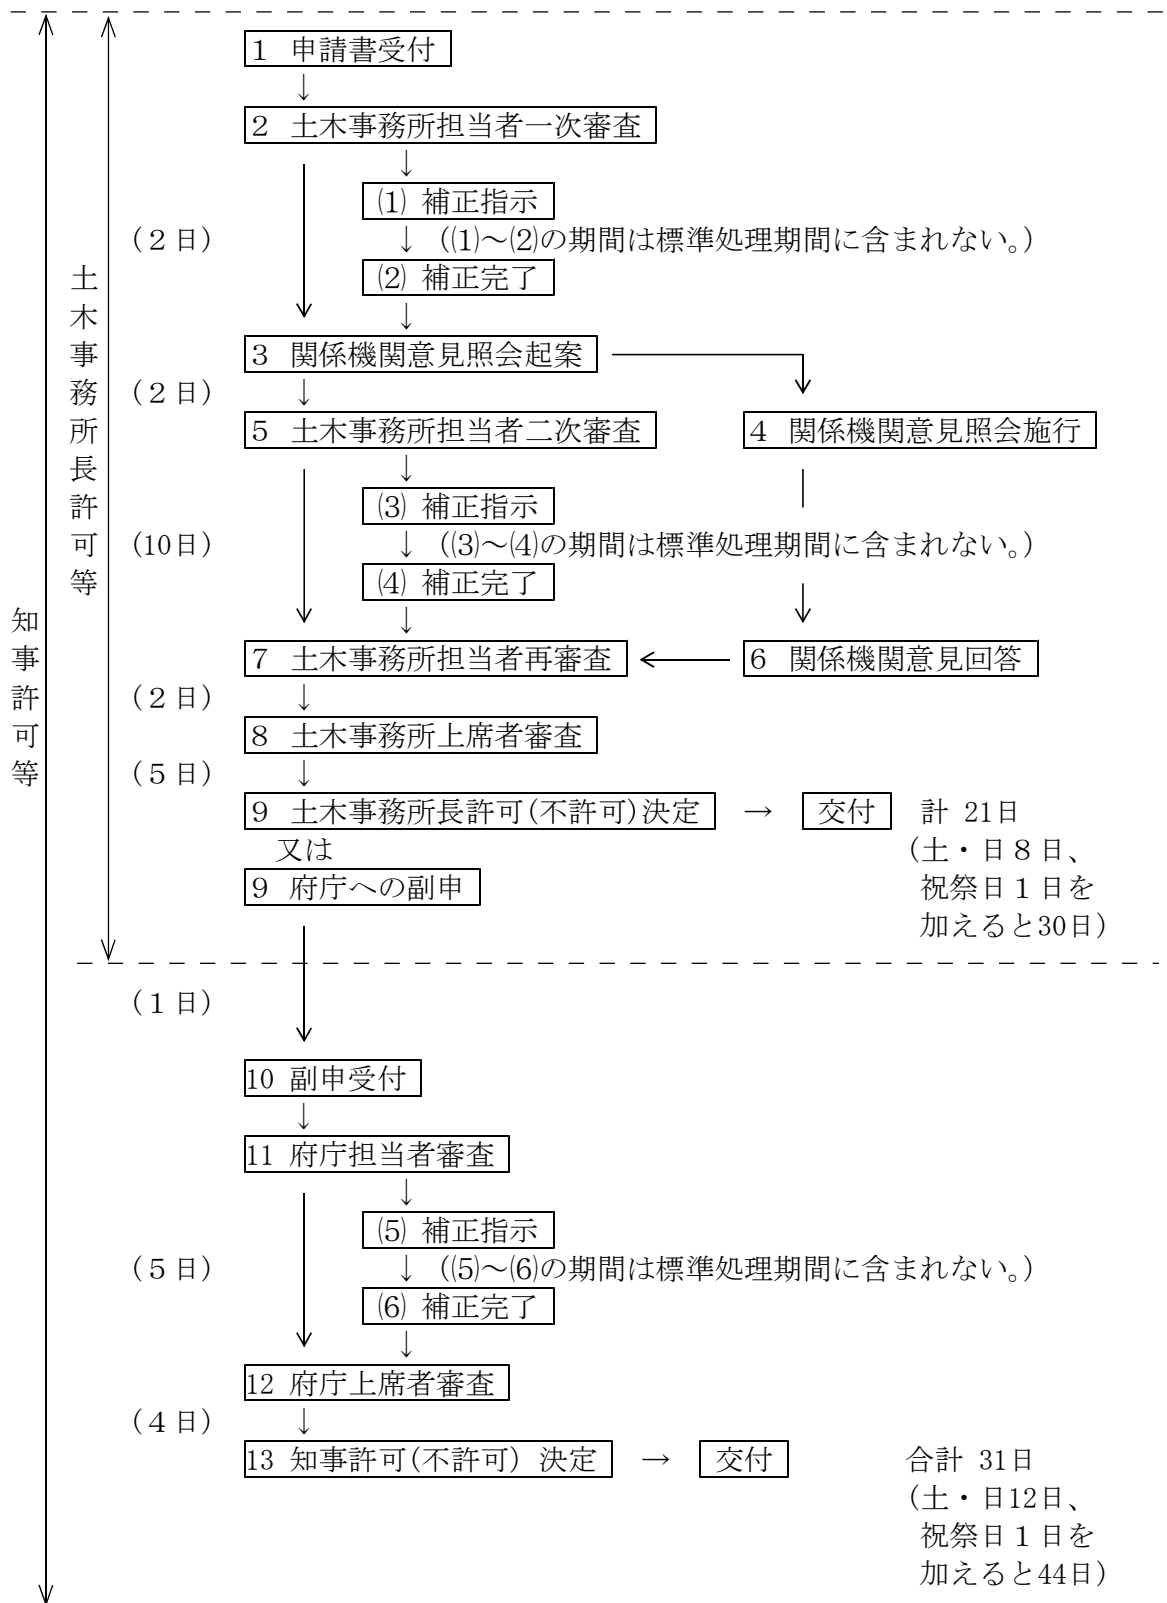 1 申請書受付
↓
2 土木事務所担当者一次審査
↓
⑴ 補正指示
(2日) ↓ (⑴～⑵の期間は標準処理期間に含まれない。)
⑵ 補正完了
↓
3 関係機関意見照会起案
(2日) ↓
5 土木事務所担当者二次審査 4 関係機関意見照会施行
↓
⑶ 補正指示
(10日) ↓ (⑶～⑷の期間は標準処理期間に含まれない。)
⑷ 補正完了
↓
7 土木事務所担当者再審査 6 関係機関意見回答
(2日) ↓
8 土木事務所上席者審査
(5日) ↓
9 土木事務所長許可(不許可)決定 → 交付 計 21日
又は (土・日8日、
9 府庁への副申 祝祭日1日を
加えると30日)
土木事務所長許可等
知事許可等
(1日)
10 副申受付
↓
11 府庁担当者審査
↓
⑸ 補正指示
(5日) ↓ (⑸～⑹の期間は標準処理期間に含まれない。)
⑹ 補正完了
↓
12 府庁上席者審査
(4日) ↓
13 知事許可(不許可) 決定 → 交付 合計 31日
(土・日12日、
祝祭日1日を
加えると44日)